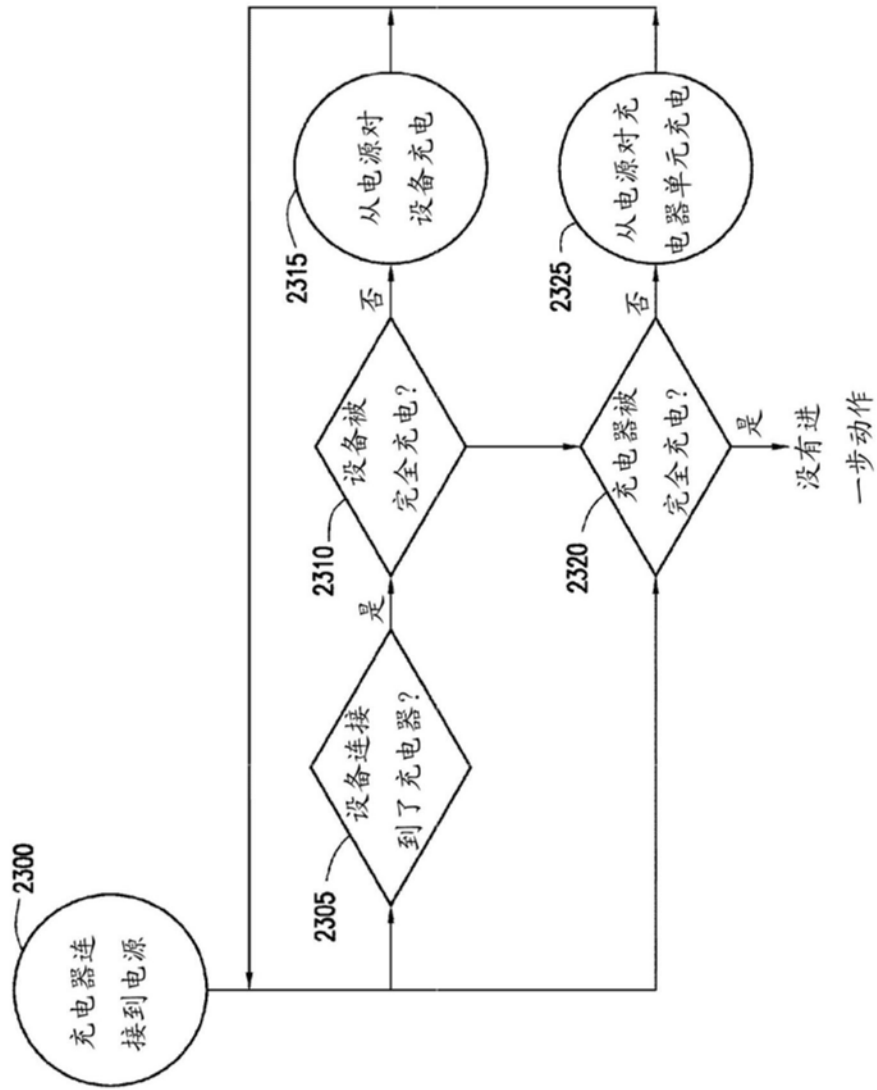 2300
充电器连
接到电源
2305
设备连接
到了充电器?
是
2310
设备被
完全充电?
否
2315
从电源对
设备充电
2320
充电器被
完全充电?
否
2325
从电源对充
电器单元充电
是
没有进
一步动作